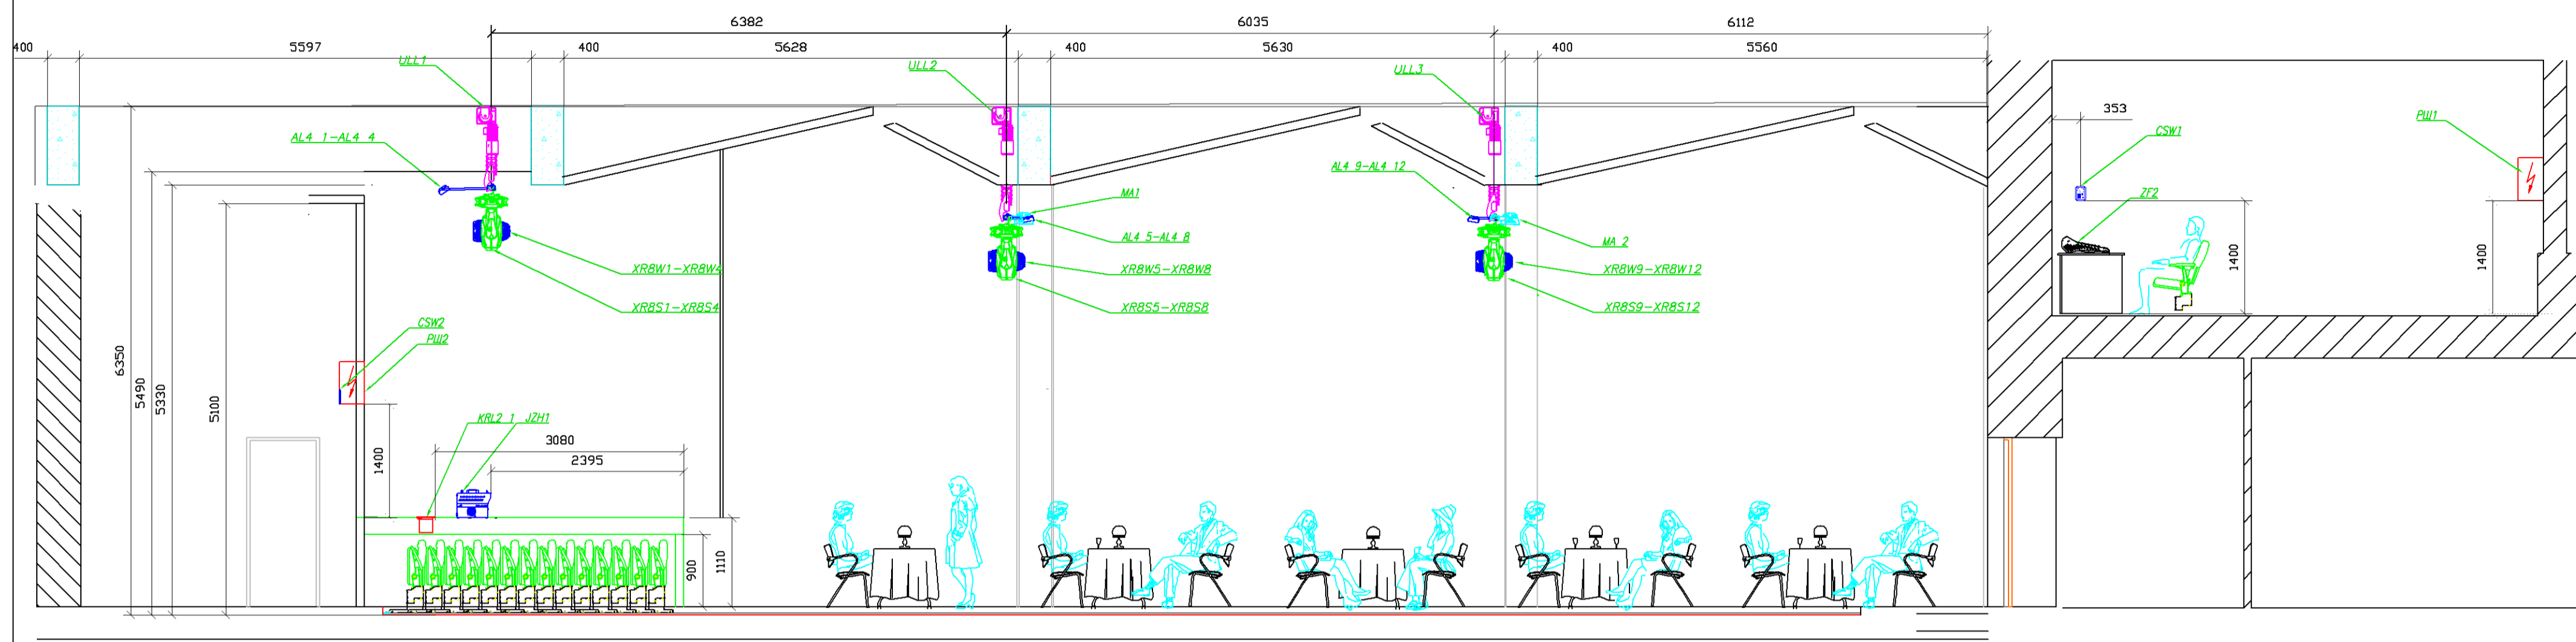 6382
6035
6112
400
5597
400
5628
400
5630
400
5560
ULL1
ULL2
ULL3
353
РЩ1
CSW1
AL4 1-AL4 4
AL4 9-AL4 12
MA1
ZF2
AL4 5-AL4 8
MA 2
XR8W1-XR8W4
XR8W5-XR8W8
XR8W9-XR8W12
1400
1400
XR8S1-XR8S4
XR8S5-XR8S8
XR8S9-XR8S12
CSW2
РЩ2
6350
5490
5330
5100
KRL2 1
JZH1
3080
2395
1400
900
1110